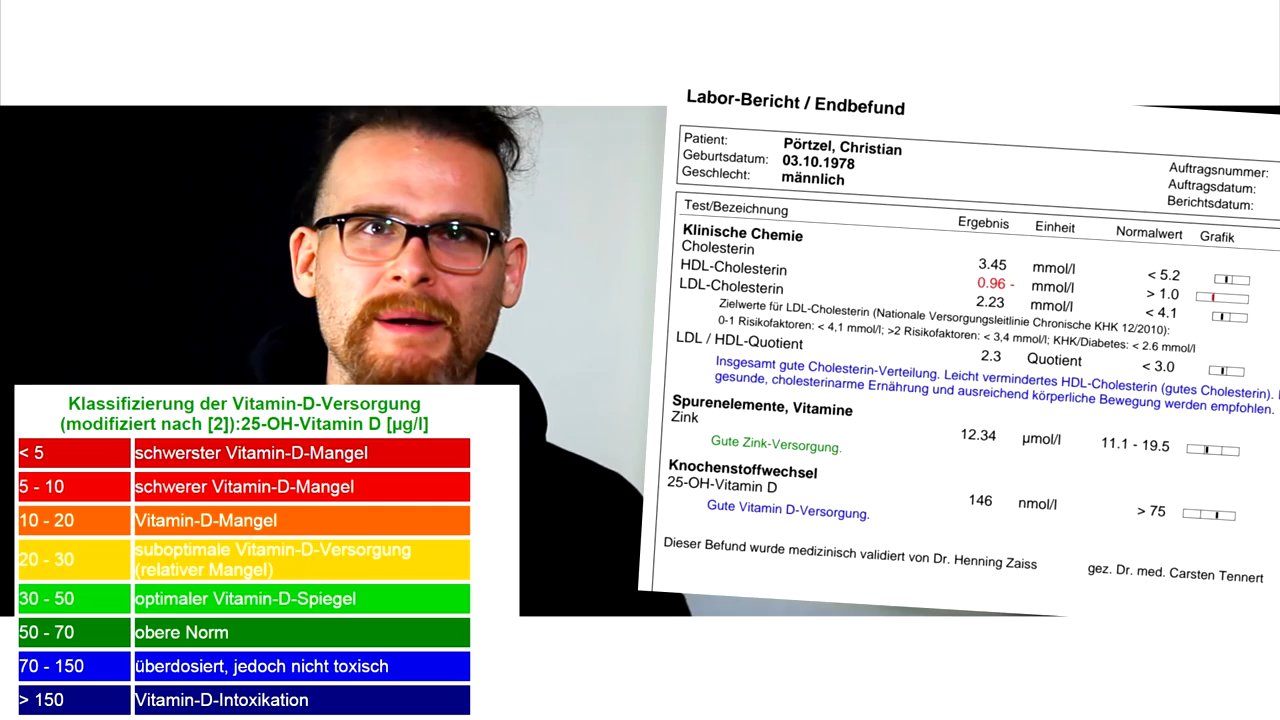 Labor-Bericht / Endbefund
Patient: Pörtzel, Christian
Geburtsdatum: 03.10.1978
Geschlecht: männlich
Auftragsnummer:
Auftragsdatum:
Berichtsdatum:
Test/Bezeichnung Ergebnis Einheit Normalwert Grafik
Klinische Chemie
Cholesterin 3.45 mmol/l < 5.2
HDL-Cholesterin 0.96 - mmol/l > 1.0
LDL-Cholesterin 2.23 mmol/l < 4.1
Zielwerte für LDL-Cholesterin (Nationale Versorgungsleitlinie Chronische KHK 12/2010):
0-1 Risikofaktoren: < 4,1 mmol/l; >2 Risikofaktoren: < 3,4 mmol/l; KHK/Diabetes: < 2.6 mmol/l
LDL / HDL-Quotient 2.3 Quotient < 3.0
Insgesamt gute Cholesterin-Verteilung. Leicht vermindertes HDL-Cholesterin (gutes Cholesterin).
gesunde, cholesterinarme Ernährung und ausreichend körperliche Bewegung werden empfohlen.
Spurenelemente, Vitamine
Zink 12.34 µmol/l 11.1 - 19.5
Gute Zink-Versorgung.
Knochenstoffwechsel
25-OH-Vitamin D 146 nmol/l > 75
Gute Vitamin D-Versorgung.
Dieser Befund wurde medizinisch validiert von Dr. Henning Zaiss gez. Dr. med. Carsten Tennert
Klassifizierung der Vitamin-D-Versorgung
(modifiziert nach [2]):25-OH-Vitamin D [µg/l]
< 5 schwerster Vitamin-D-Mangel
5 - 10 schwerer Vitamin-D-Mangel
10 - 20 Vitamin-D-Mangel
20 - 30 suboptimale Vitamin-D-Versorgung
(relativer Mangel)
30 - 50 optimaler Vitamin-D-Spiegel
50 - 70 obere Norm
70 - 150 überdosiert, jedoch nicht toxisch
> 150 Vitamin-D-Intoxikation